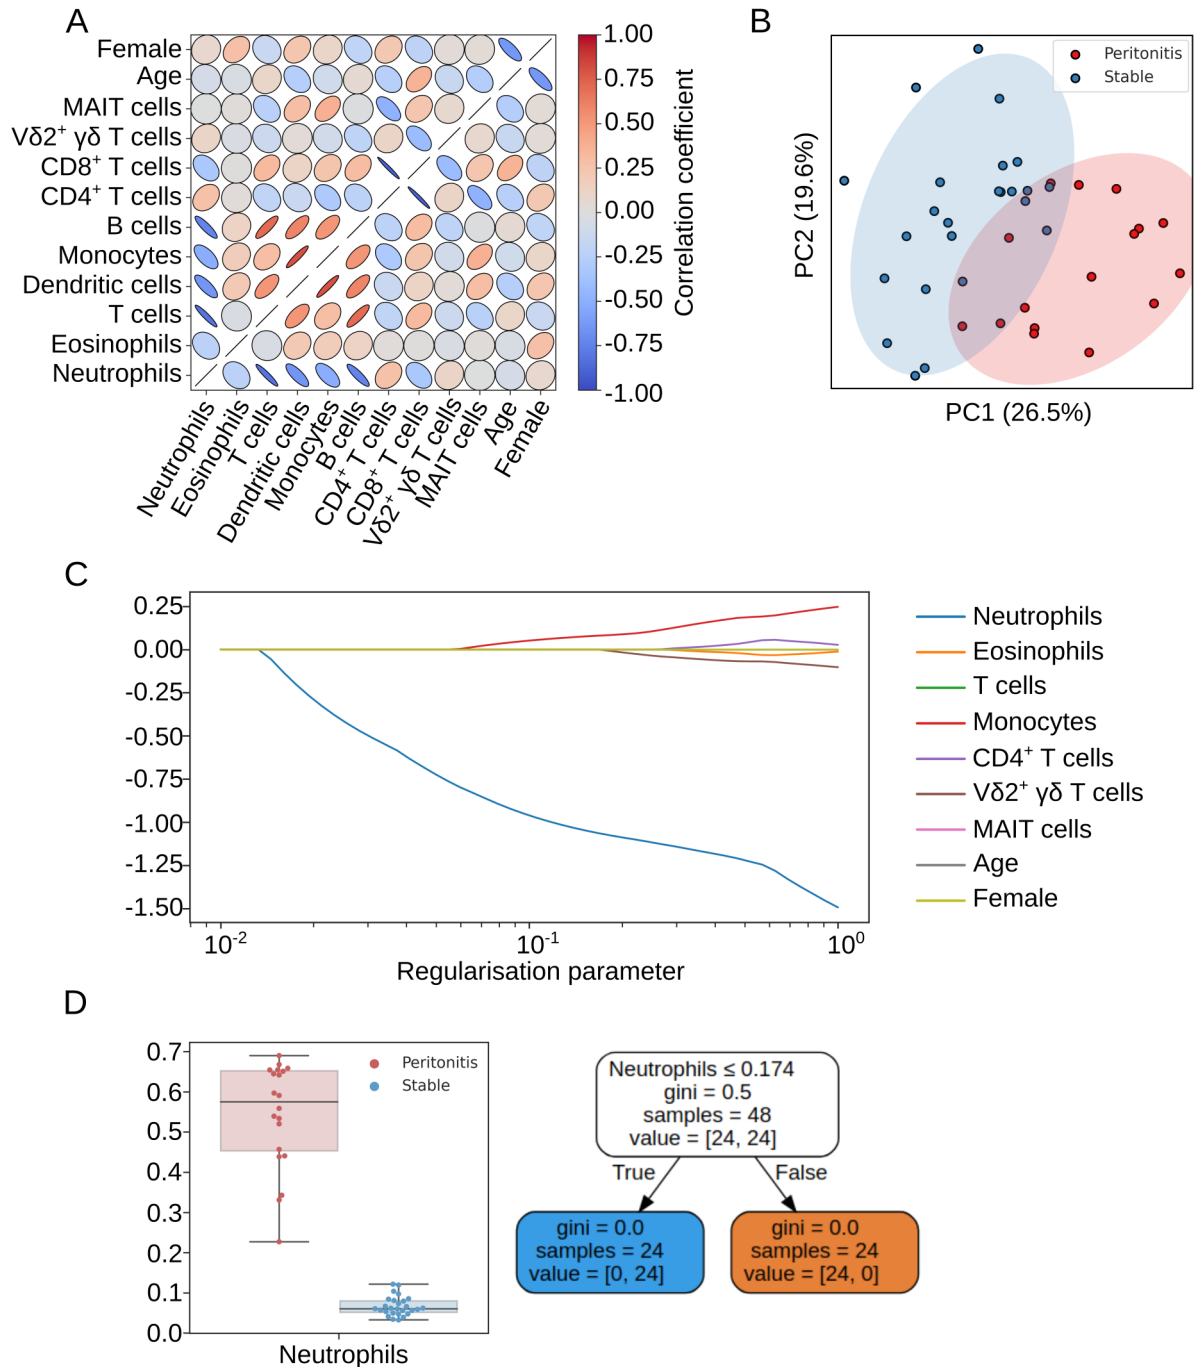 A
Female
Age
MAIT cells
Vδ2⁺ γδ T cells
CD8⁺ T cells
CD4⁺ T cells
B cells
Monocytes
Dendritic cells
T cells
Eosinophils
Neutrophils
Neutrophils
Eosinophils
T cells
Dendritic cells
Monocytes
B cells
CD4⁺ T cells
CD8⁺ T cells
Vδ2⁺ γδ T cells
MAIT cells
Age
Female
1.00
0.75
0.50
0.25
0.00
-0.25
-0.50
-0.75
-1.00
Correlation coefficient
B
Peritonitis
Stable
PC2 (19.6%)
PC1 (26.5%)
C
0.25
0.00
-0.25
-0.50
-0.75
-1.00
-1.25
-1.50
10⁻²
10⁻¹
10⁰
Regularisation parameter
Neutrophils
Eosinophils
T cells
Monocytes
CD4⁺ T cells
Vδ2⁺ γδ T cells
MAIT cells
Age
Female
D
0.7
0.6
0.5
0.4
0.3
0.2
0.1
0.0
Peritonitis
Stable
Neutrophils
Neutrophils ≤ 0.174
gini = 0.5
samples = 48
value = [24, 24]
True
False
gini = 0.0
samples = 24
value = [0, 24]
gini = 0.0
samples = 24
value = [24, 0]